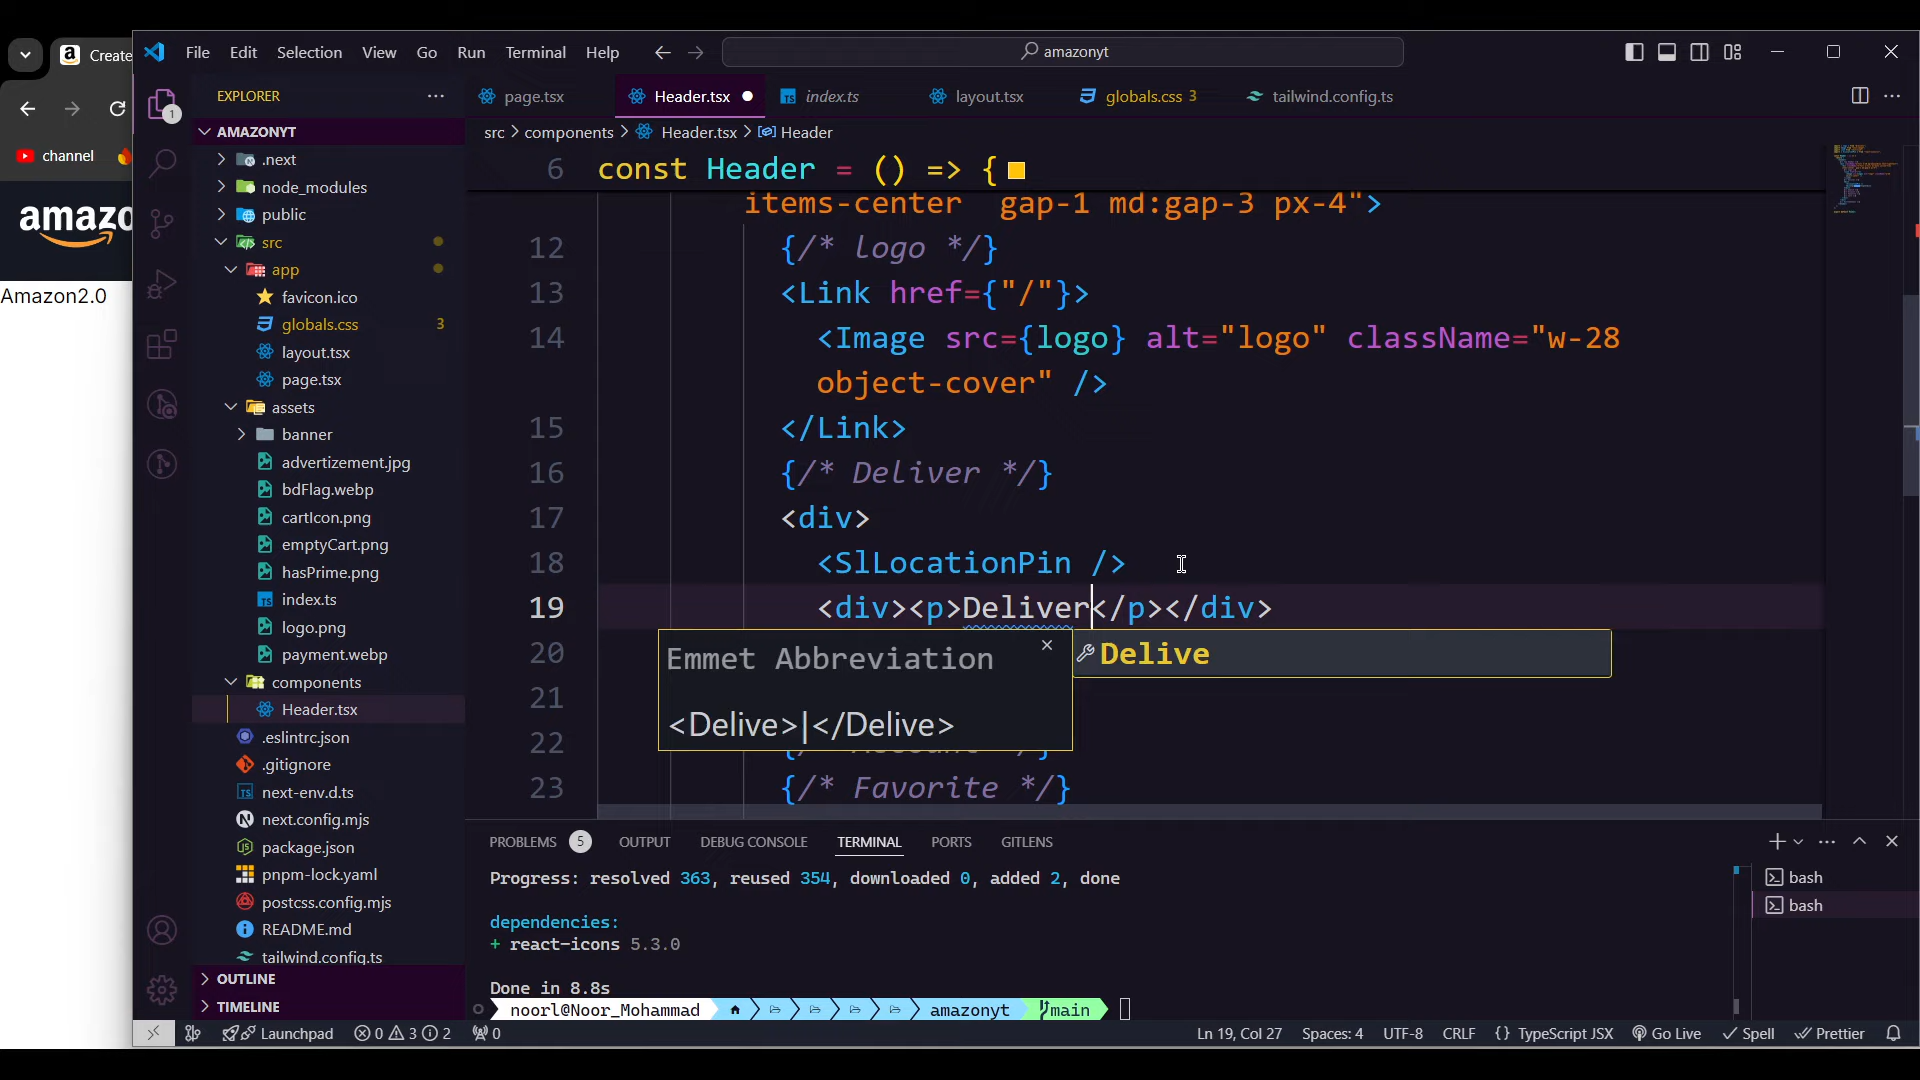 Create
channel
amazo
Amazon2.0
File Edit Selection View Go Run Terminal Help
amazonyt
EXPLORER
page.tsx
Header.tsx
index.ts
layout.tsx
globals.css 3
tailwind.config.ts
src > components > Header.tsx > Header
AMAZONYT
.next
node_modules
public
src
app
favicon.ico
globals.css 3
layout.tsx
page.tsx
assets
banner
advertizement.jpg
bdFlag.webp
cartIcon.png
emptyCart.png
hasPrime.png
index.ts
logo.png
payment.webp
components
Header.tsx
.eslintrc.json
.gitignore
next-env.d.ts
next.config.mjs
package.json
pnpm-lock.yaml
postcss.config.mjs
README.md
tailwind.config.ts
OUTLINE
TIMELINE
6 const Header = () => {
items-center  gap-1 md:gap-3 px-4">
12 {/* logo */}
13 <Link href={"/"}>
14 <Image src={logo} alt="logo" className="w-28
object-cover" />
15 </Link>
16 {/* Deliver */}
17 <div>
18 <SlLocationPin />
19 <div><p>Deliver</p></div>
20
21
22
23 {/* Favorite */}
Emmet Abbreviation
<Delive>|</Delive>
Delive
PROBLEMS 5 OUTPUT DEBUG CONSOLE TERMINAL PORTS GITLENS
Progress: resolved 363, reused 354, downloaded 0, added 2, done
dependencies:
+ react-icons 5.3.0
Done in 8.8s
noorl@Noor_Mohammad amazonyt main
bash
bash
Launchpad 0 3 2 0
Ln 19, Col 27 Spaces: 4 UTF-8 CRLF {} TypeScript JSX Go Live Spell Prettier
1